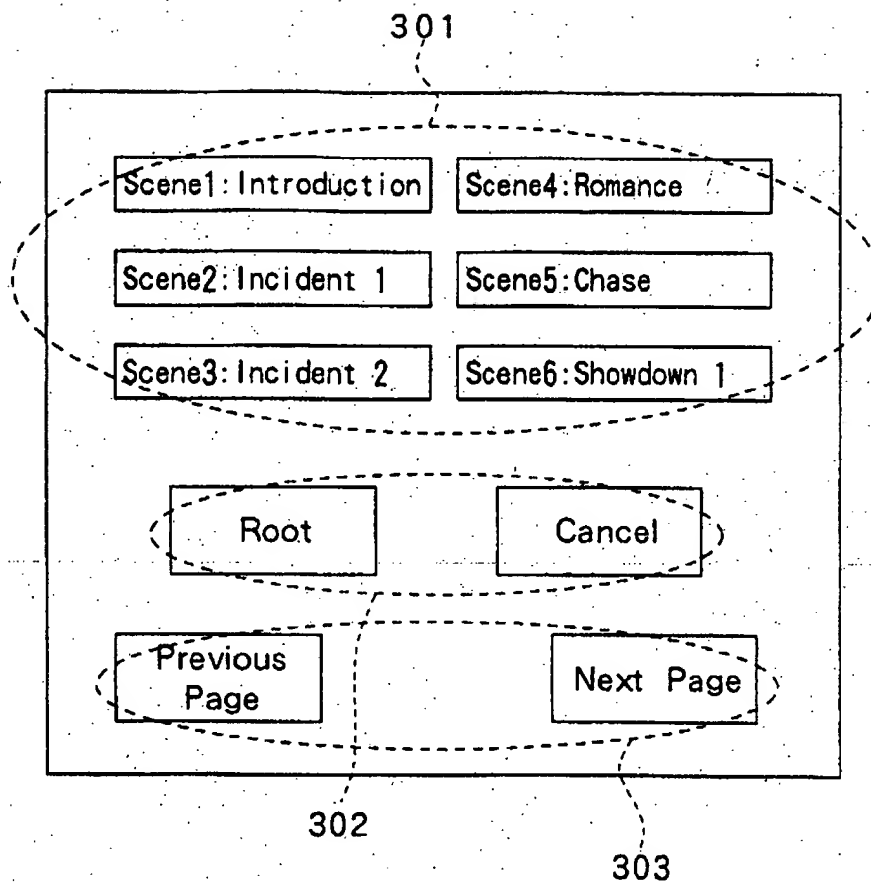 301
Scene1:Introduction
Scene4:Romance
Scene2:Incident 1
Scene5:Chase
Scene3:Incident 2
Scene6:Showdown 1
Root
Cancel
Previous
Page
Next Page
302
303